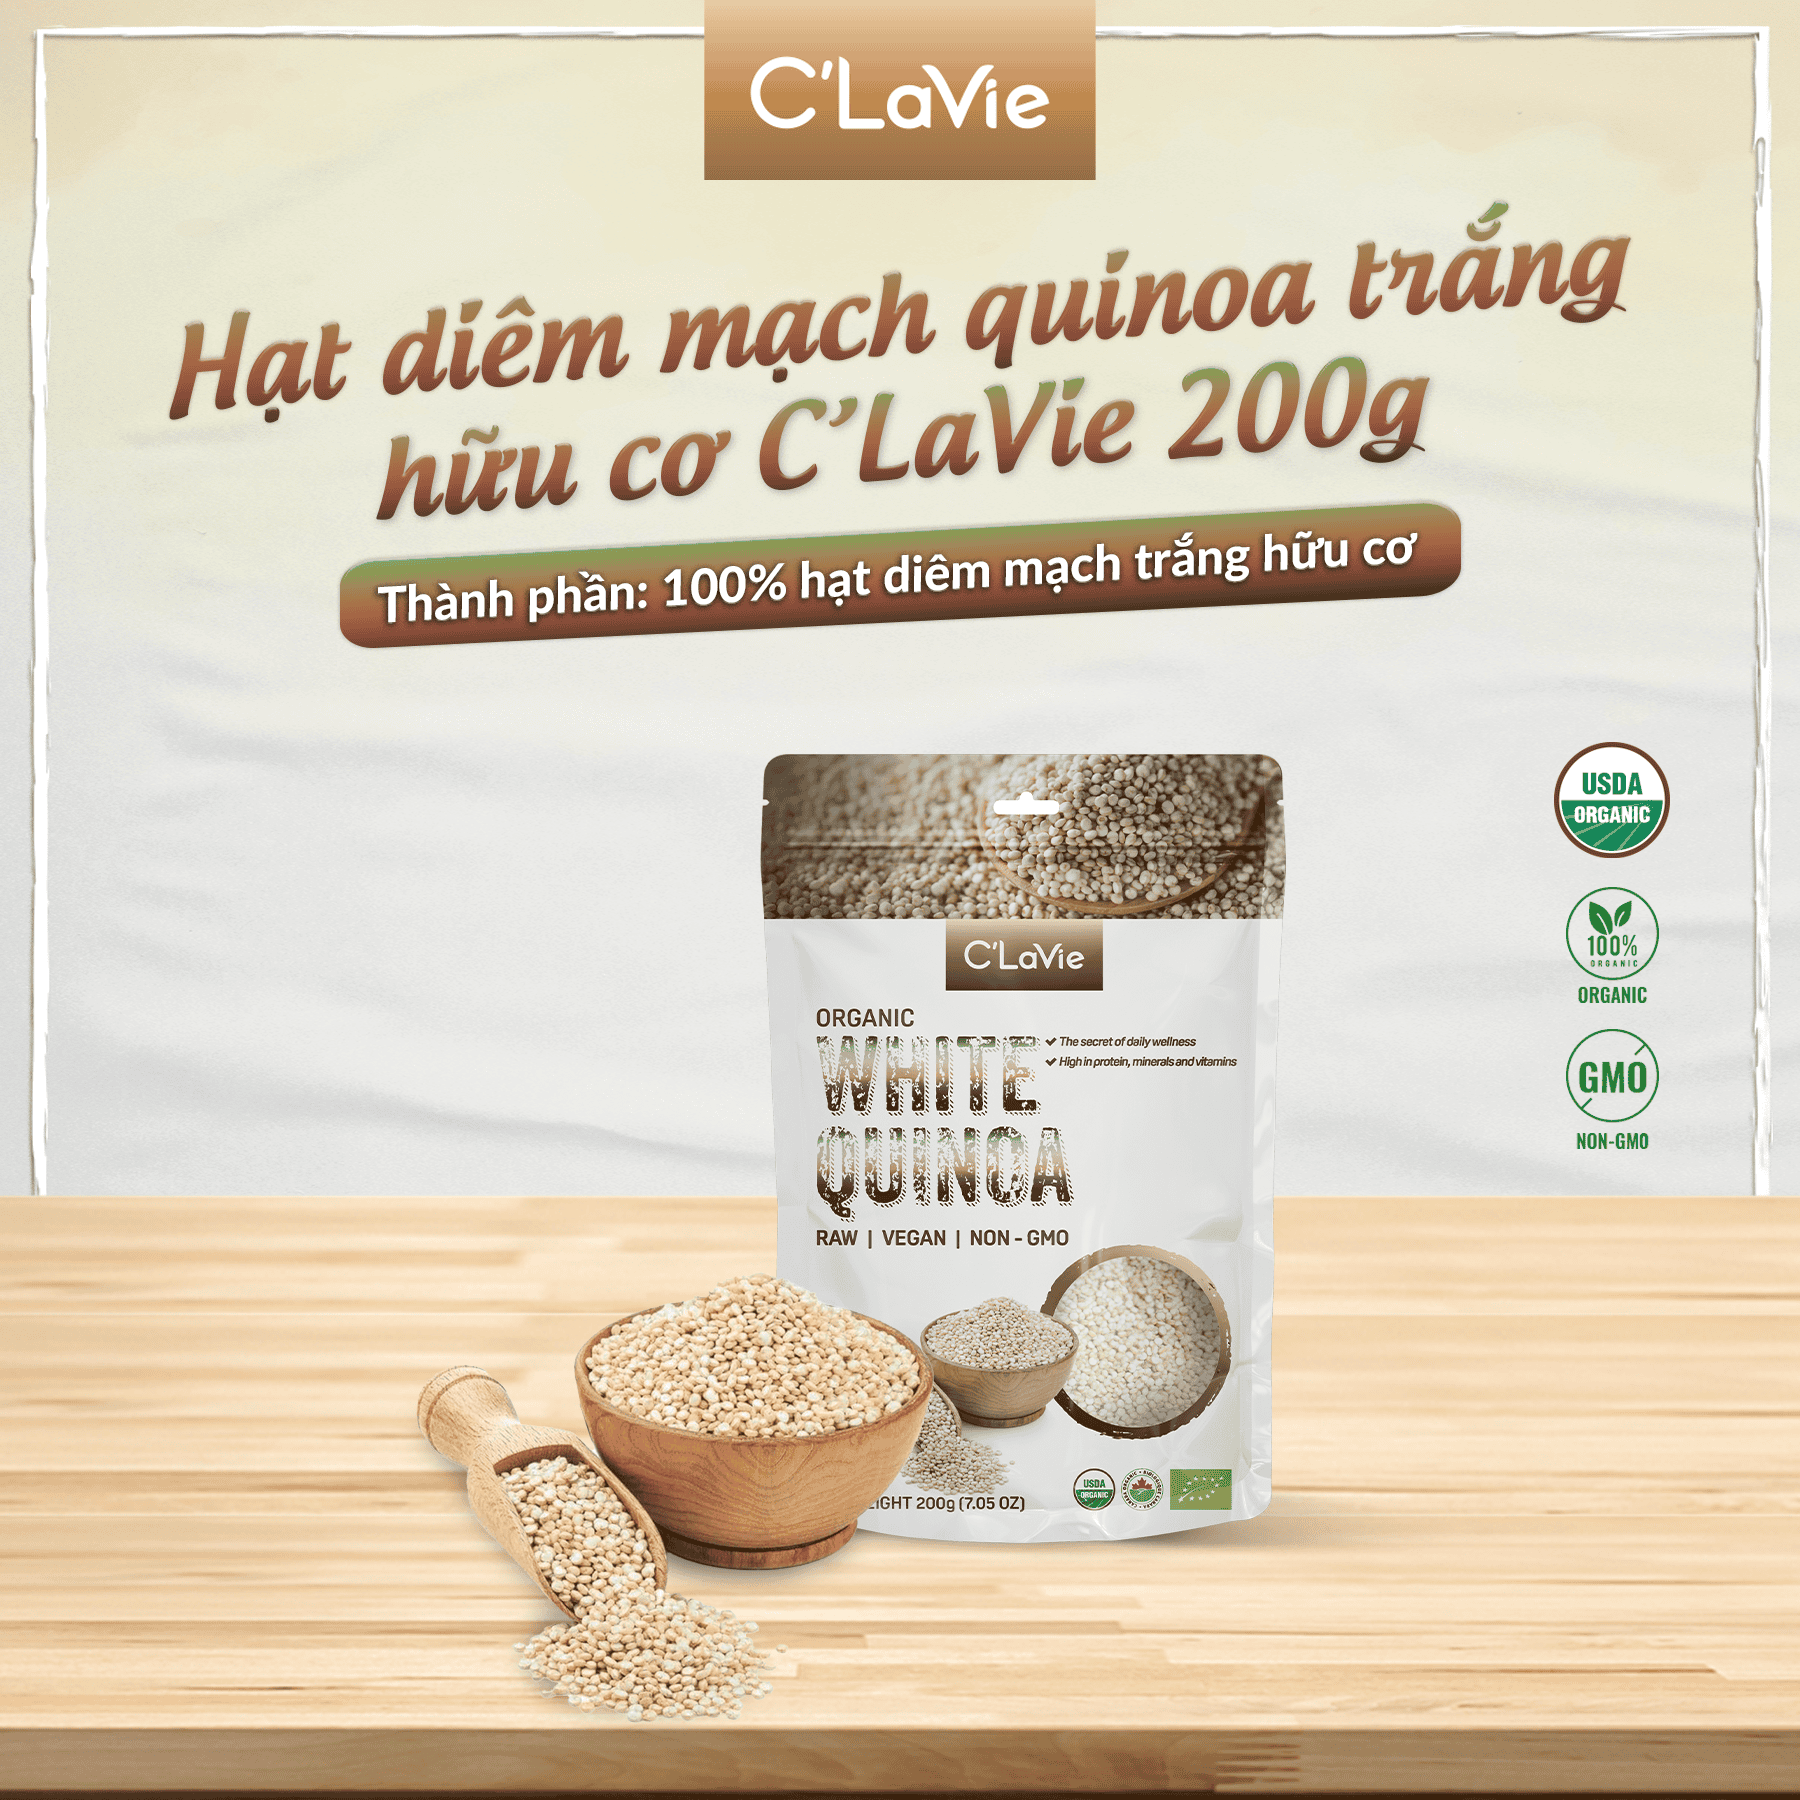 C'LaVie
Hạt diêm mạch quinoa trắng
hữu cơ C'LaVie 200g
Thành phần: 100% hạt diêm mạch trắng hữu cơ
USDA
ORGANIC
100%
ORGANIC
ORGANIC
GMO
NON-GMO
C'LaVie
ORGANIC
WHITE
QUINOA
✓ The secret of daily wellness
✓ High in protein, minerals and vitamins
RAW | VEGAN | NON - GMO
200g (7.05 OZ)
USDA
ORGANIC